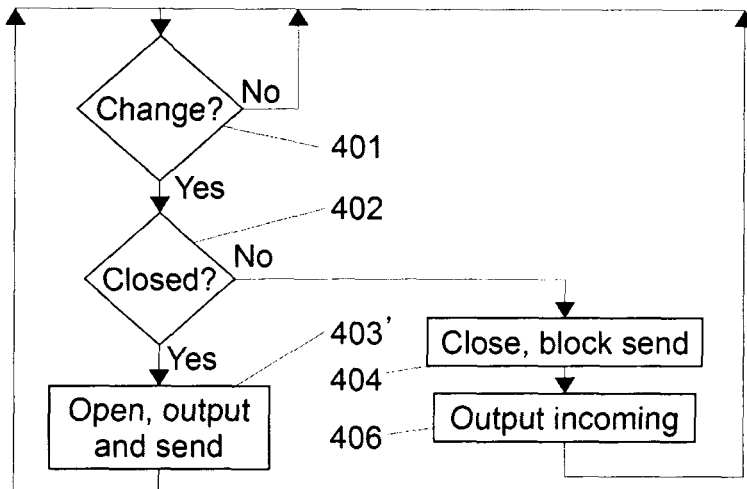 Change?
No
401
Yes
402
Closed?
No
Yes
403'
Open, output
and send
Close, block send
404
Output incoming
406